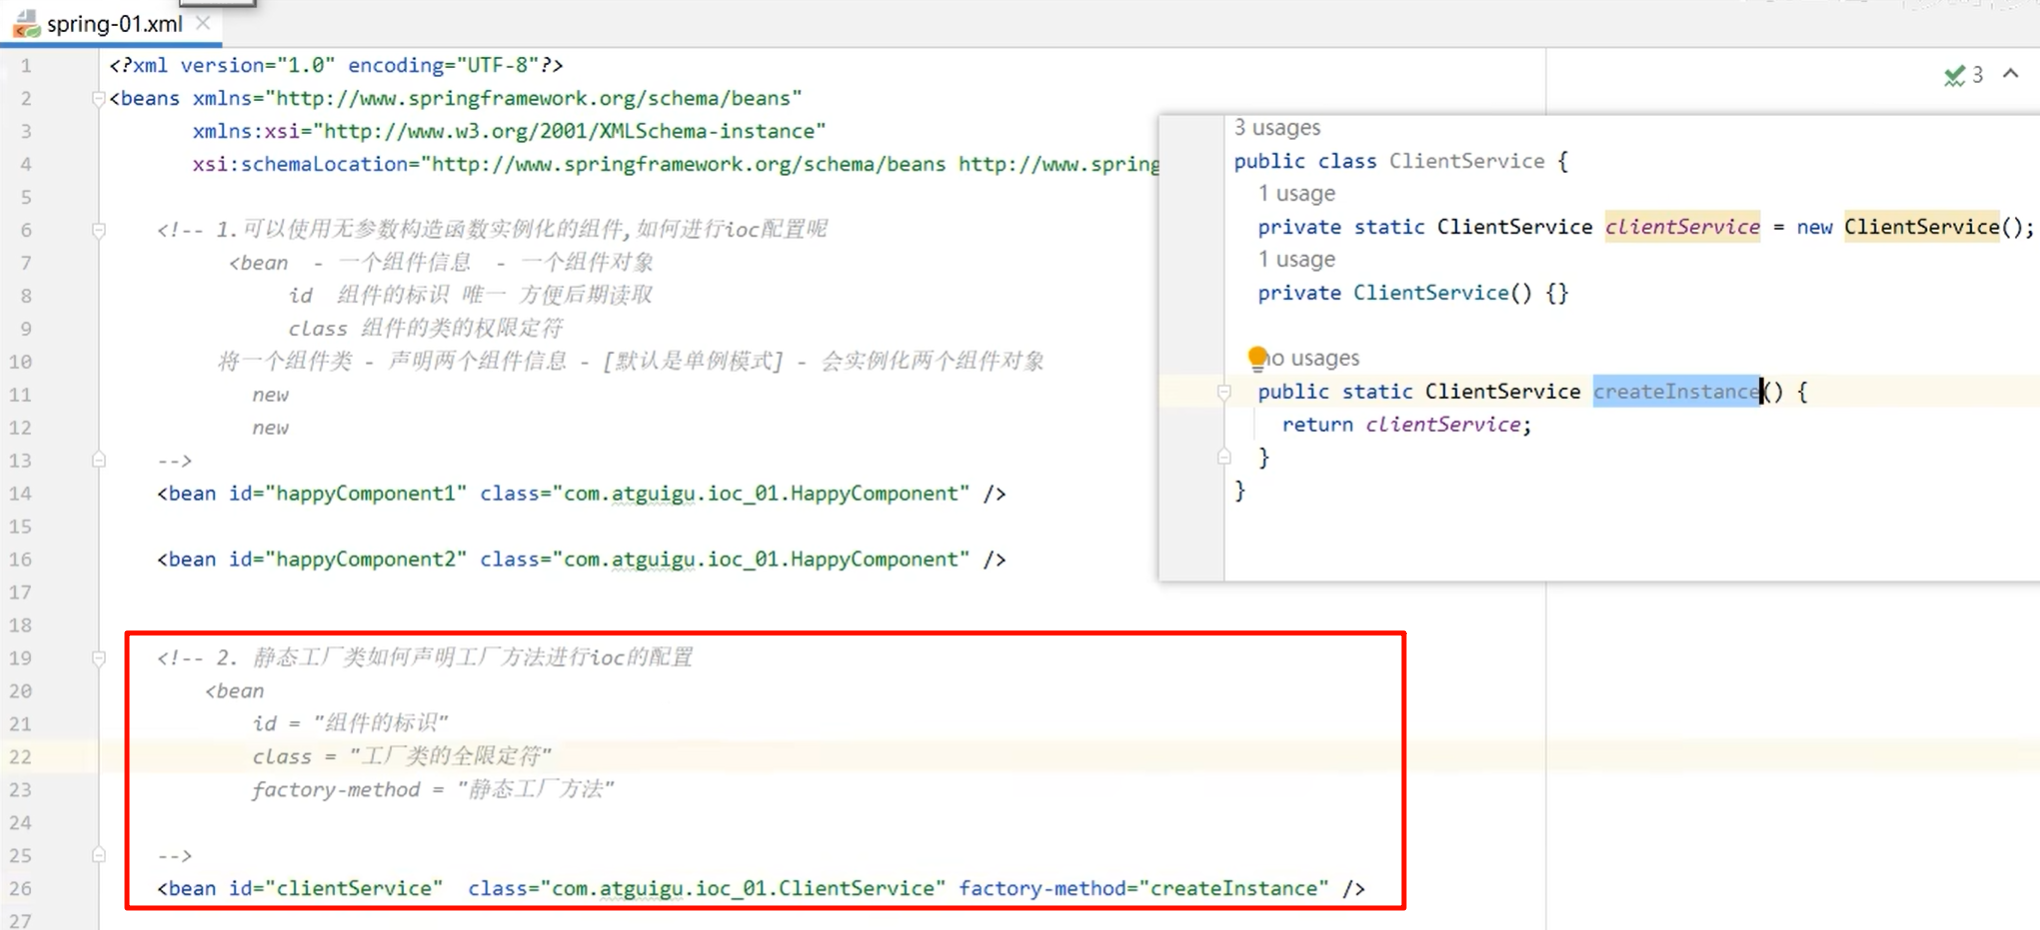 spring-01.xml
1 <?xml version="1.0" encoding="UTF-8"?>
2 <beans xmlns="http://www.springframework.org/schema/beans"
3 xmlns:xsi="http://www.w3.org/2001/XMLSchema-instance"
4 xsi:schemaLocation="http://www.springframework.org/schema/beans http://www.spring
5
6 <!-- 1.可以使用无参数构造函数实例化的组件,如何进行ioc配置呢
7 <bean - 一个组件信息 - 一个组件对象
8 id 组件的标识 唯一 方便后期读取
9 class 组件的类的权限定符
10 将一个组件类 - 声明两个组件信息 - [默认是单例模式] - 会实例化两个组件对象
11 new
12 new
13 -->
14 <bean id="happyComponent1" class="com.atguigu.ioc_01.HappyComponent" />
15
16 <bean id="happyComponent2" class="com.atguigu.ioc_01.HappyComponent" />
17
18
19 <!-- 2. 静态工厂类如何声明工厂方法进行ioc的配置
20 <bean
21 id = "组件的标识"
22 class = "工厂类的全限定符"
23 factory-method = "静态工厂方法"
24
25 -->
26 <bean id="clientService" class="com.atguigu.ioc_01.ClientService" factory-method="createInstance" />
27
3
3 usages
public class ClientService {
1 usage
private static ClientService clientService = new ClientService();
1 usage
private ClientService() {}
no usages
public static ClientService createInstance() {
return clientService;
}
}